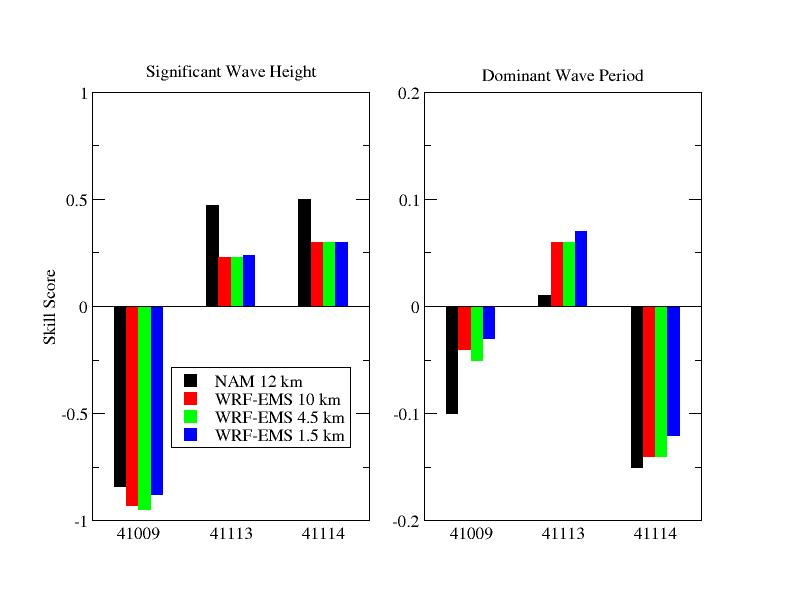 Significant Wave Height
Dominant Wave Period
1
0.5
0
-0.5
-1
Skill Score
NAM 12 km
WRF-EMS 10 km
WRF-EMS 4.5 km
WRF-EMS 1.5 km
41009 41113 41114
0.2
0.1
0
-0.1
-0.2
41009 41113 41114